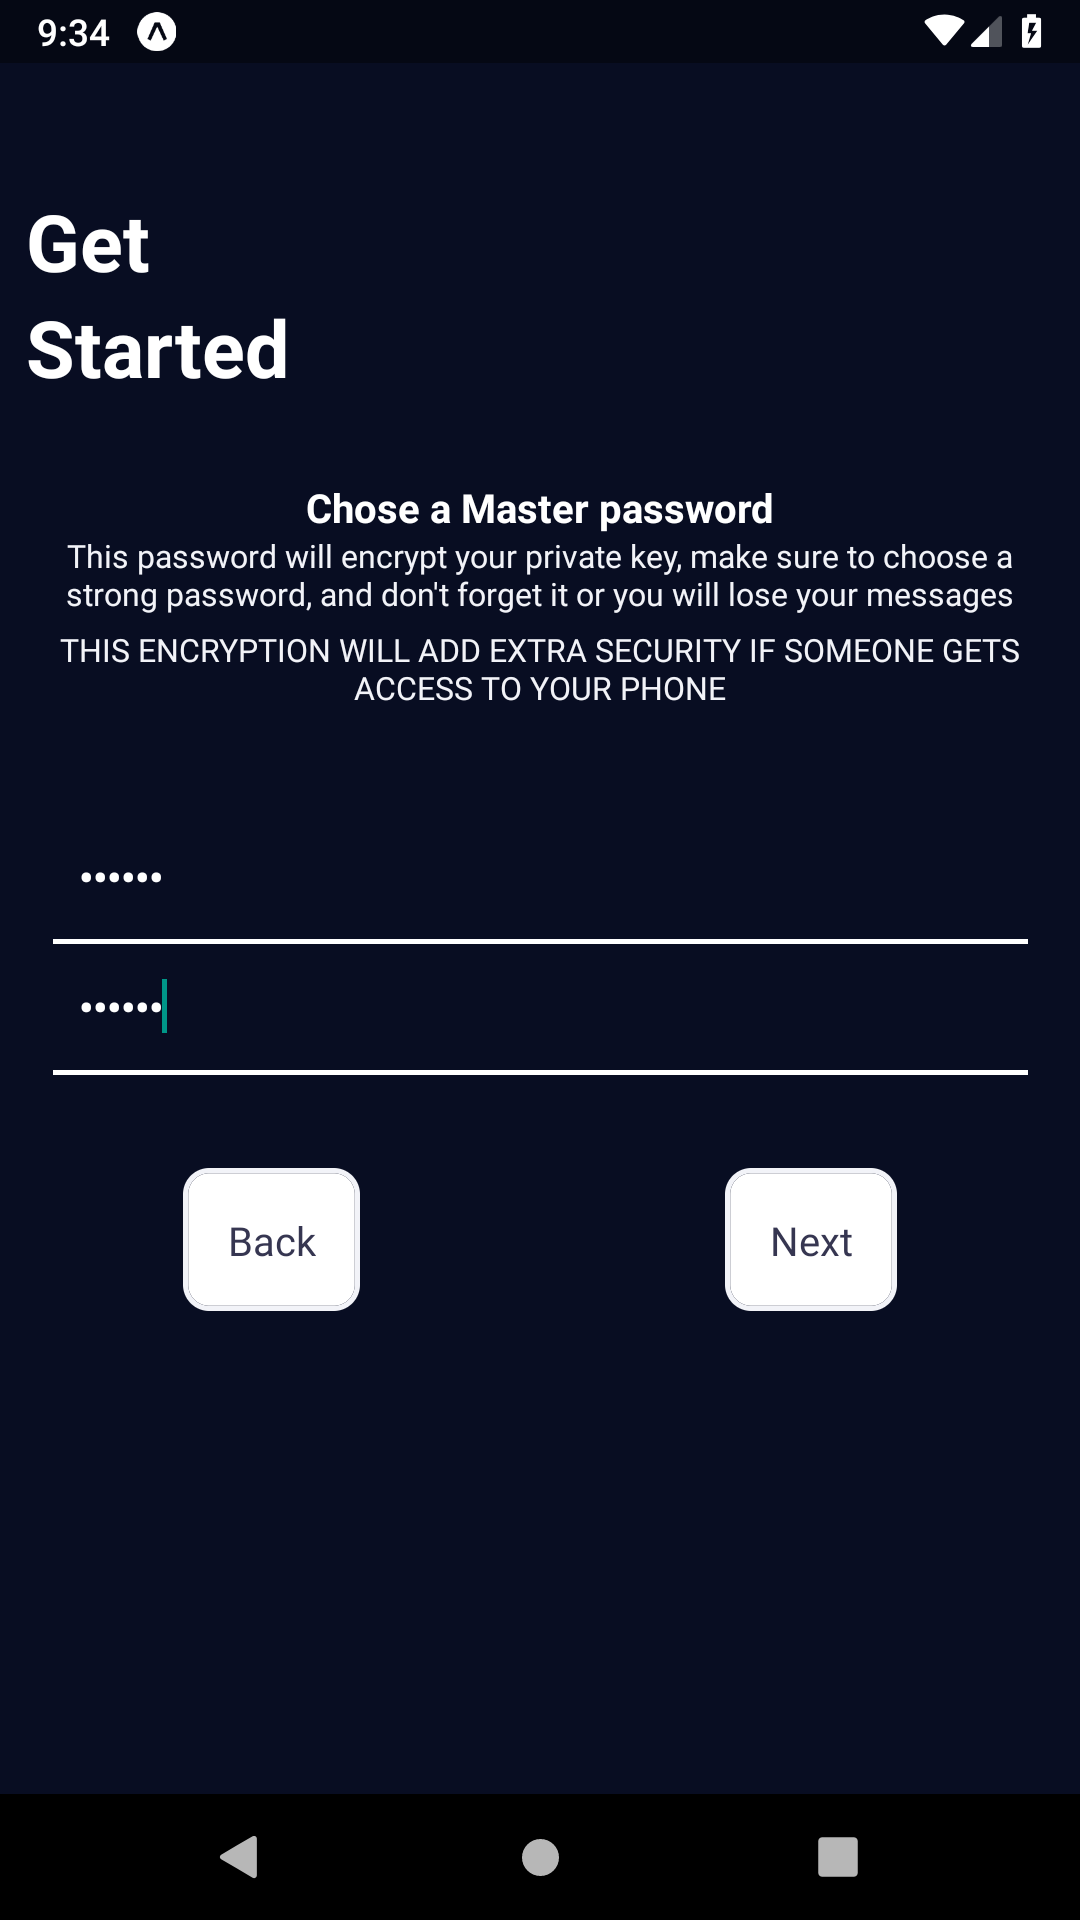 9:34
Get
Started
Chose a Master password
This password will encrypt your private key, make sure to choose a
strong password, and don't forget it or you will lose your messages
THIS ENCRYPTION WILL ADD EXTRA SECURITY IF SOMEONE GETS
ACCESS TO YOUR PHONE
••••••
••••••
Back
Next